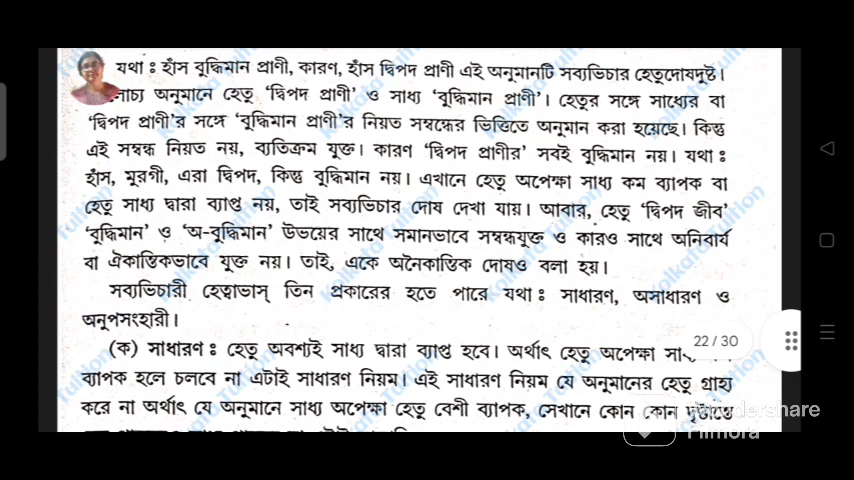 যথা : হাঁস বুদ্ধিমান প্রাণী, কারণ, হাঁস দ্বিপদ প্রাণী এই অনুমানটি সব্যভিচার হেতুদোষদুষ্ট।
অনুমানে হেতু ‘দ্বিপদ প্রাণী’ ও সাধ্য ‘বুদ্ধিমান প্রাণী’। হেতুর সঙ্গে সাধ্যের বা
‘দ্বিপদ প্রাণী’র সঙ্গে ‘বুদ্ধিমান প্রাণী’র নিয়ত সম্বন্ধের ভিত্তিতে অনুমান করা হয়েছে। কিন্তু
এই সম্বন্ধ নিয়ত নয়, ব্যতিক্রম যুক্ত। কারণ ‘দ্বিপদ প্রাণীর’ সবই বুদ্ধিমান নয়। যথা :
হাঁস, মুরগী, এরা দ্বিপদ, কিন্তু বুদ্ধিমান নয়। এখানে হেতু অপেক্ষা সাধ্য কম ব্যাপক বা
হেতু সাধ্য দ্বারা ব্যাপ্ত নয়, তাই সব্যভিচার দোষ দেখা যায়। আবার, হেতু ‘দ্বিপদ জীব’
‘বুদ্ধিমান’ ও ‘অ-বুদ্ধিমান’ উভয়ের সাথে সমানভাবে সম্বন্ধযুক্ত ও কারও সাথে অনিবার্য
বা ঐকান্তিকভাবে যুক্ত নয়। তাই, একে অনৈকান্তিক দোষও বলা হয়।
সব্যভিচারী হেত্বাভাস্ তিন প্রকারের হতে পারে যথা : সাধারণ, অসাধারণ ও
অনুপসংহারী।
22 / 30
(ক) সাধারণ : হেতু অবশ্যই সাধ্য দ্বারা ব্যাপ্ত হবে। অর্থাৎ হেতু অপেক্ষা
ব্যাপক হলে চলবে না এটাই সাধারণ নিয়ম। এই সাধারণ নিয়ম যে অনুমানের হেতু গ্রাহ্য
করে না অর্থাৎ যে অনুমানে সাধ্য অপেক্ষা হেতু বেশী ব্যাপক, সেখানে কোন কোন দৃষ্টান্তে
Wondershare
Filmora
Kolkata Tuition